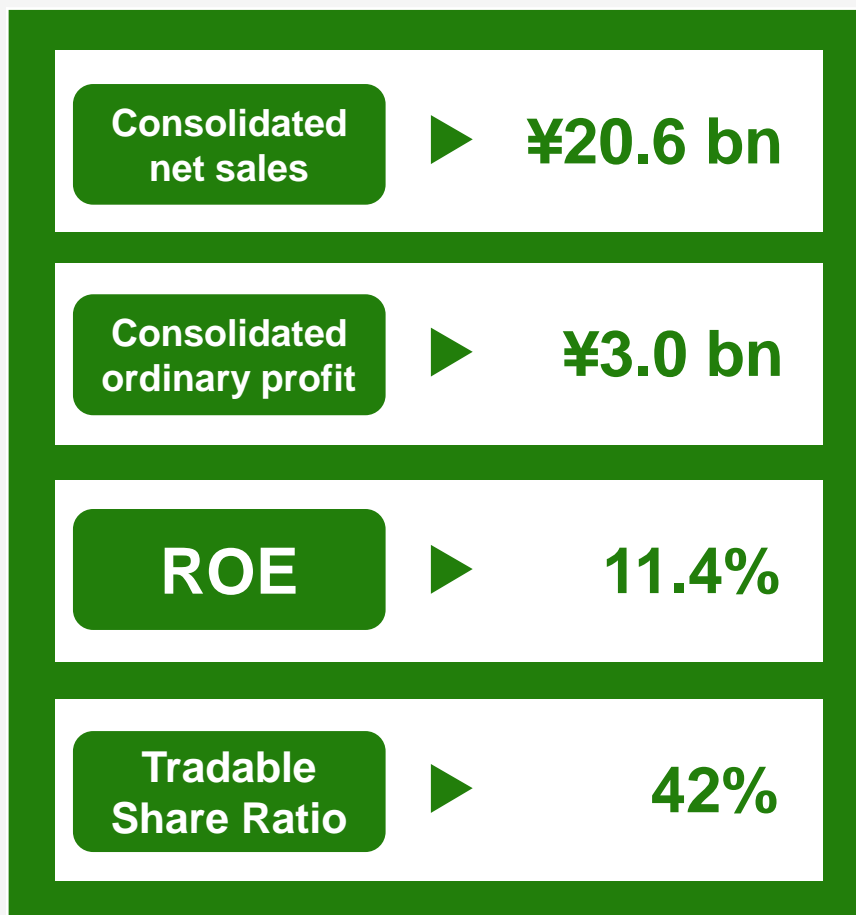 Consolidated
net sales
¥20.6 bn
Consolidated
ordinary profit
¥3.0 bn
ROE
11.4%
Tradable
Share Ratio
42%